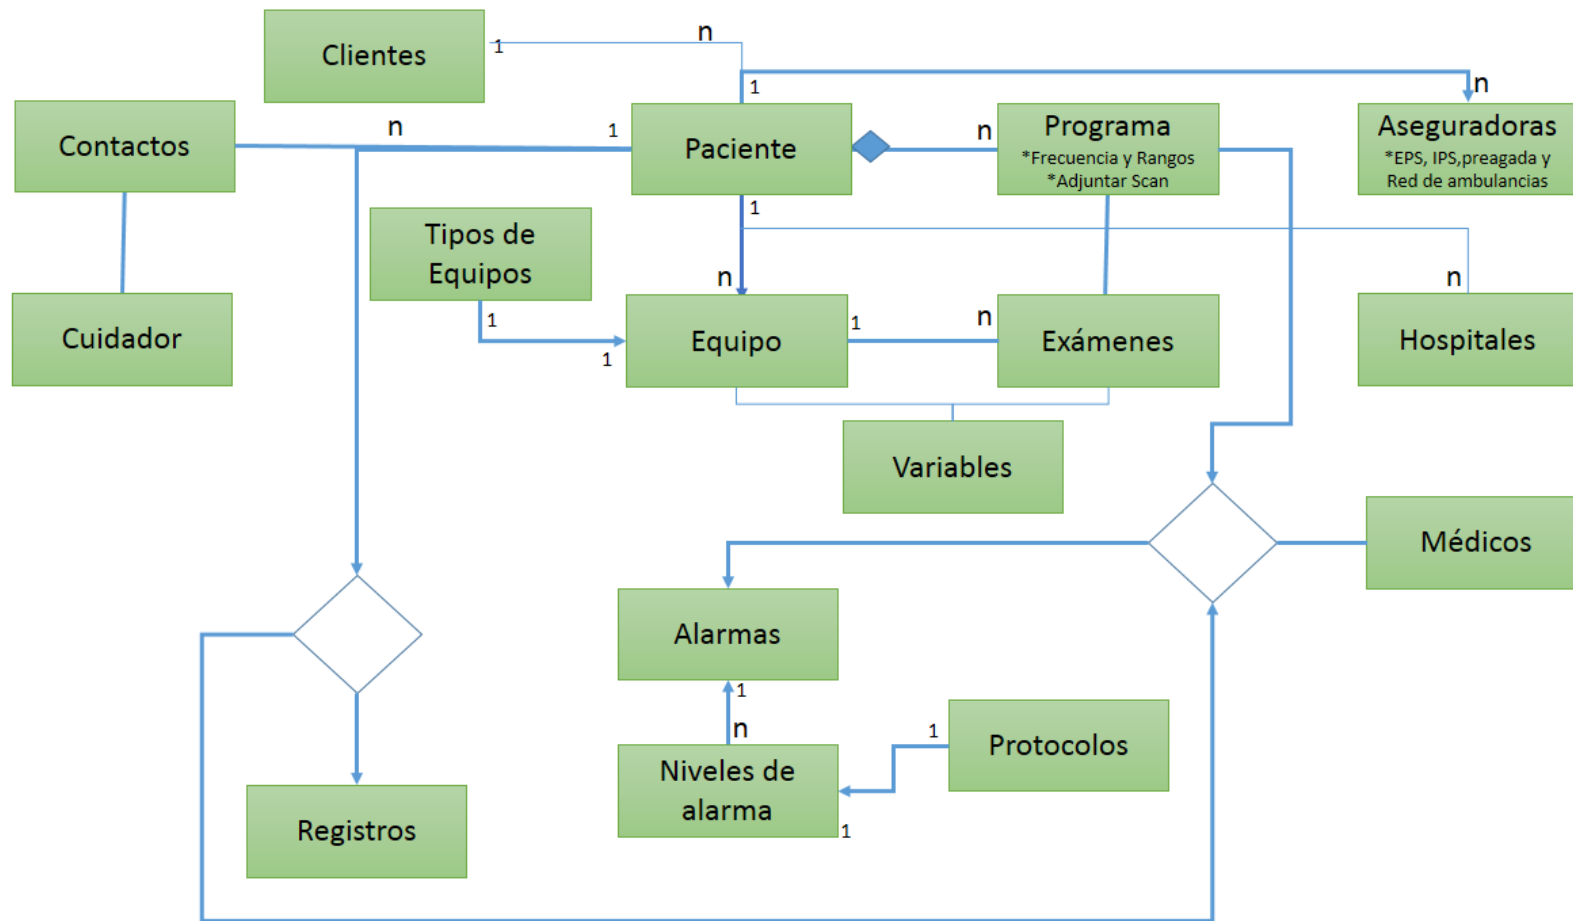 Clientes
1
n
1
n
Contactos
n
1
Paciente
n
Programa
*Frecuencia y Rangos
*Adjuntar Scan
Aseguradoras
*EPS, IPS,preagada y
Red de ambulancias
1
Tipos de
Equipos
n
n
Cuidador
1
1
Equipo
1
n
Exámenes
Hospitales
Variables
Médicos
Alarmas
1
n
Niveles de
alarma
1
1
Protocolos
Registros